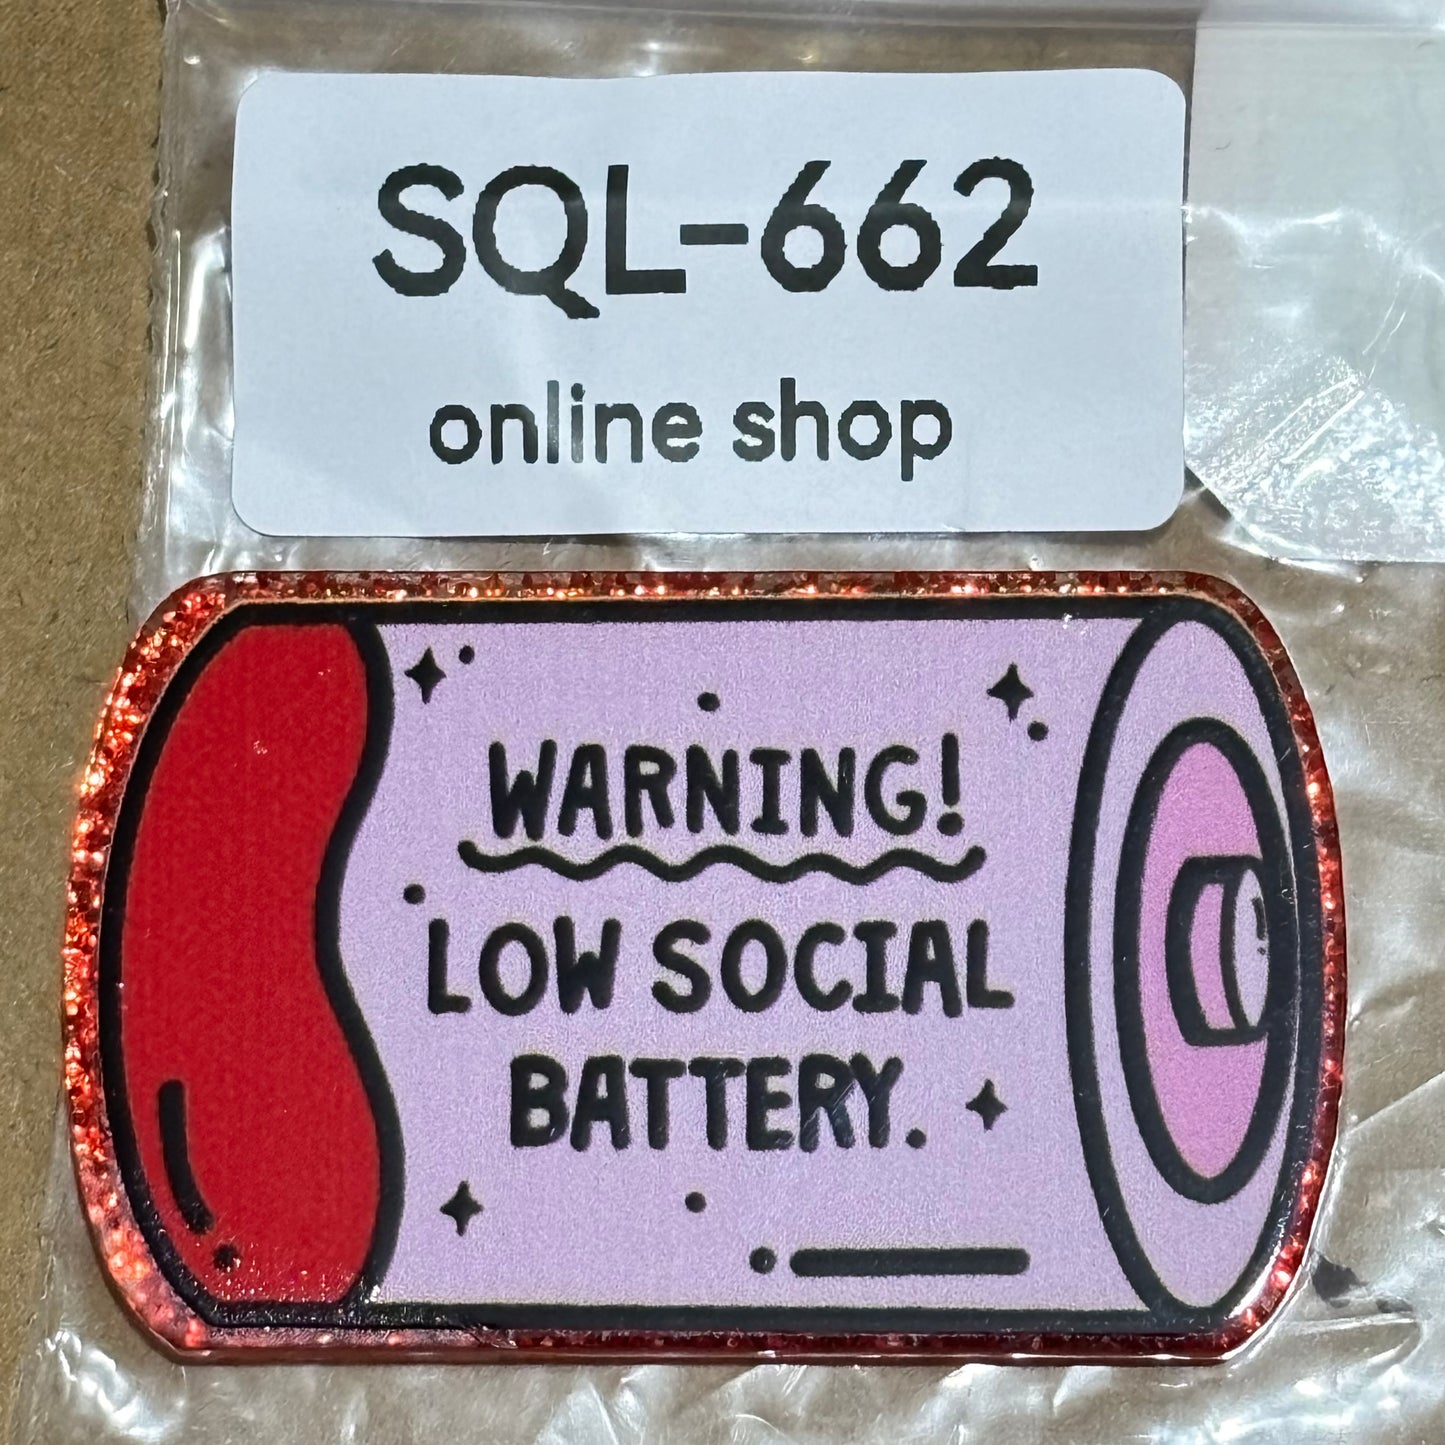 SQL-662
online shop
WARNING!
LOW SOCIAL
BATTERY.